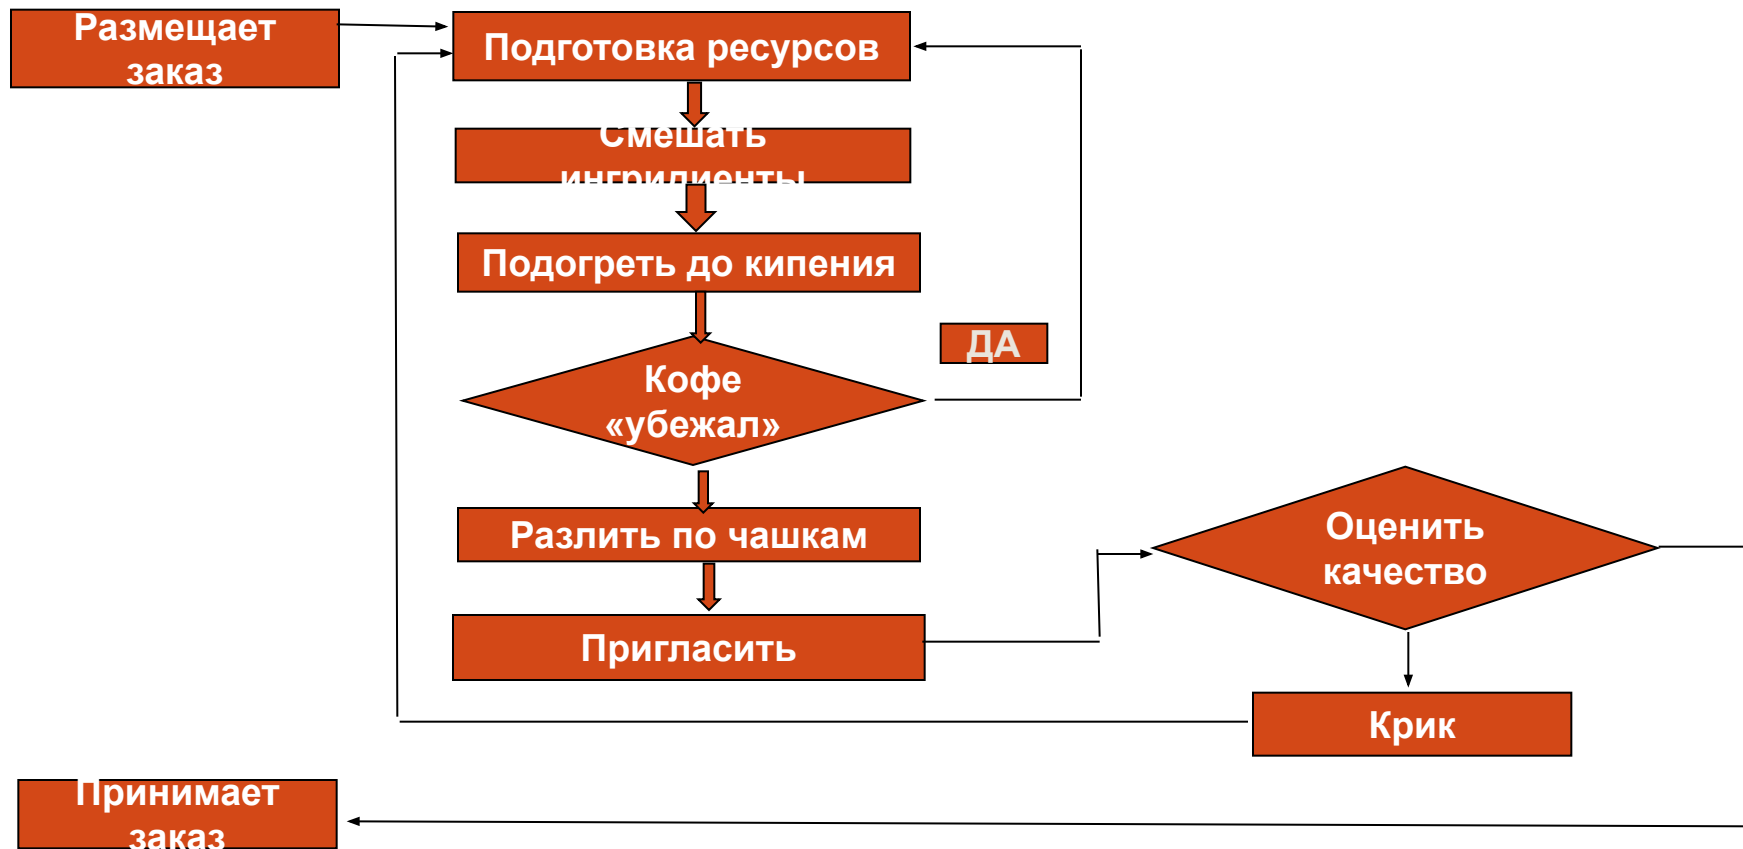 Размещает
заказ
Подготовка ресурсов
Смешать
ингридиенты
Подогреть до кипения
ДА
Кофе
«убежал»
Разлить по чашкам
Оценить
качество
Пригласить
Крик
Принимает
заказ